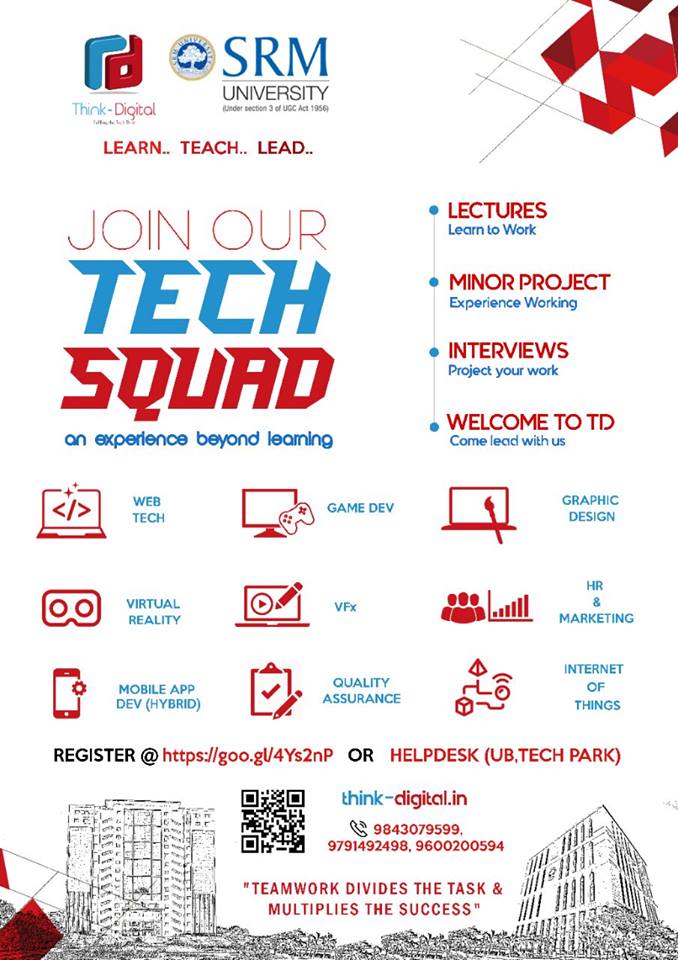 Think-Digital
SRM
UNIVERSITY
(Under section 3 of UGC Act 1956)
LEARN.. TEACH.. LEAD..
JOIN OUR
TECH
SQUAD
an experience beyond learning
LECTURES
Learn to Work
MINOR PROJECT
Experience Working
INTERVIEWS
Project your work
WELCOME TO TD
Come lead with us
WEB
TECH
GAME DEV
GRAPHIC
DESIGN
VIRTUAL
REALITY
VFx
HR
&
MARKETING
MOBILE APP
DEV (HYBRID)
QUALITY
ASSURANCE
INTERNET
OF
THINGS
REGISTER @ https://goo.gl/4Ys2nP OR HELPDESK (UB,TECH PARK)
think-digital.in
9843079599,
9791492498, 9600200594
"TEAMWORK DIVIDES THE TASK &
MULTIPLIES THE SUCCESS"